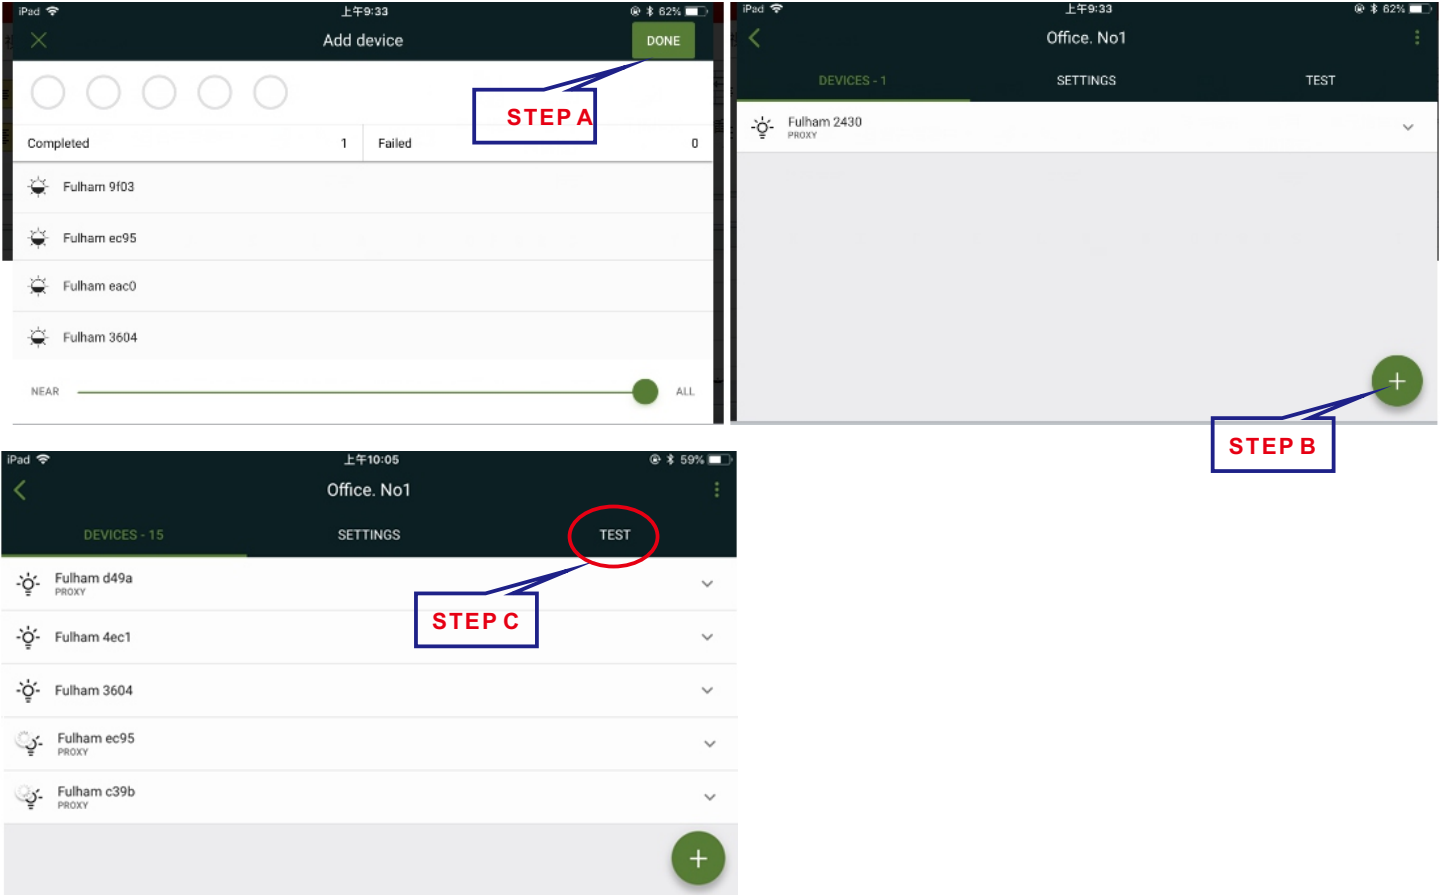 iPad 上午9:33 62%
Add device DONE
STEP A
Completed 1 Failed 0
Fulham 9f03
Fulham ec95
Fulham eac0
Fulham 3604
NEAR ALL
iPad 上午9:33 62%
Office. No1
DEVICES - 1 SETTINGS TEST
Fulham 2430
PROXY
+
STEP B
iPad 上午10:05 59%
Office. No1
DEVICES - 15 SETTINGS TEST
STEP C
Fulham d49a
PROXY
Fulham 4ec1
Fulham 3604
Fulham ec95
PROXY
Fulham c39b
PROXY
+